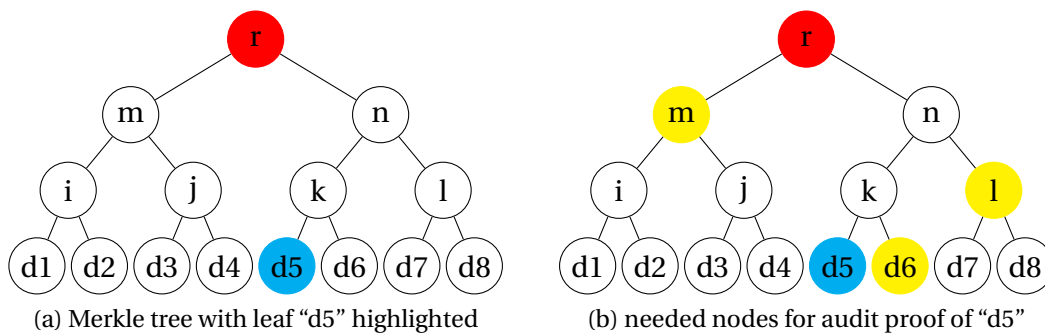 r
m n
i j k l
d1 d2 d3 d4 d5 d6 d7 d8
(a) Merkle tree with leaf “d5” highlighted
r
m n
i j k l
d1 d2 d3 d4 d5 d6 d7 d8
(b) needed nodes for audit proof of “d5”